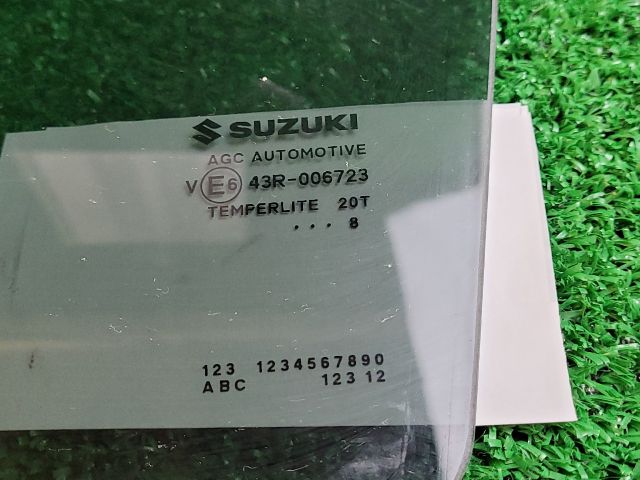 SUZUKI
AGC AUTOMOTIVE
V E6 43R-006723
TEMPERLITE 20T
... 8
123 1234567890
ABC 123 12